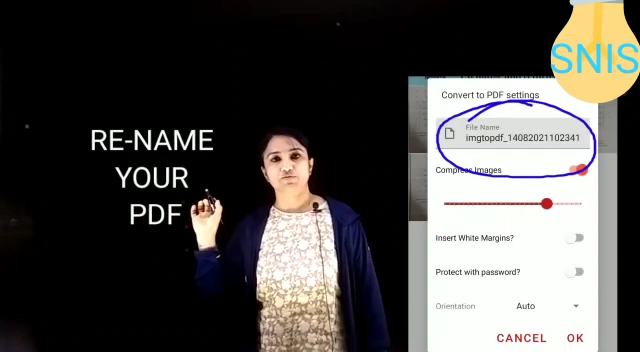 SNIS
RE-NAME
YOUR
PDF
Convert to PDF settings
File Name
imgtopdf_14082021102341
Compress Images
Insert White Margins?
Protect with password?
Orientation Auto
CANCEL OK